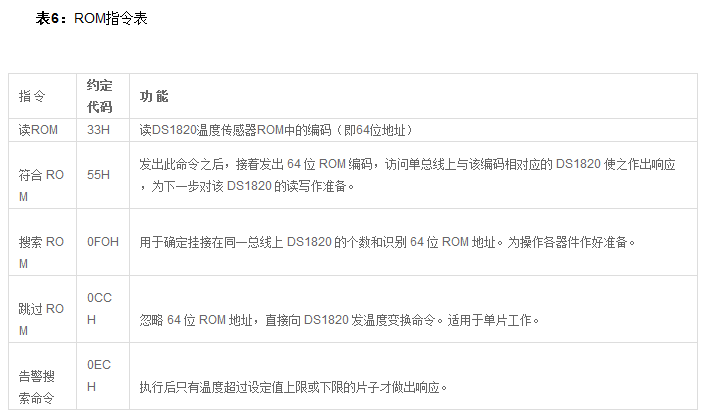 表6：ROM指令表
指 令
约定
代码
功 能
读ROM
33H
读DS1820温度传感器ROM中的编码（即64位地址）
符合 RO
M
55H
发出此命令之后，接着发出 64 位 ROM 编码，访问单总线上与该编码相对应的 DS1820 使之作出响应
，为下一步对该 DS1820 的读写作准备。
搜索 RO
M
0FOH
用于确定挂接在同一总线上 DS1820 的个数和识别 64 位 ROM 地址。为操作各器件作好准备。
跳过 RO
M
0CC
H
忽略 64 位 ROM 地址，直接向 DS1820 发温度变换命令。适用于单片工作。
告警搜
索命令
0EC
H
执行后只有温度超过设定值上限或下限的片子才做出响应。